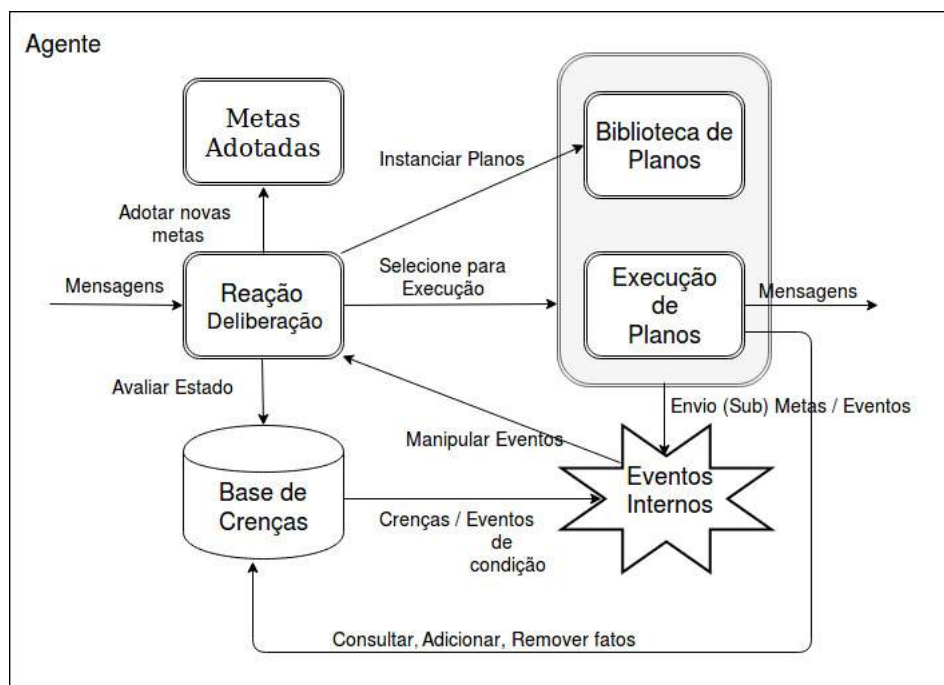 Agente
Metas
Adotadas
Biblioteca de
Planos
Instanciar Planos
Adotar novas
metas
Mensagens
Reação
Deliberação
Selecione para
Execução
Execução
de
Planos
Mensagens
Avaliar Estado
Envio (Sub) Metas / Eventos
Manipular Eventos
Base de
Crenças
Eventos
Internos
Crenças / Eventos
de
condição
Consultar, Adicionar, Remover fatos